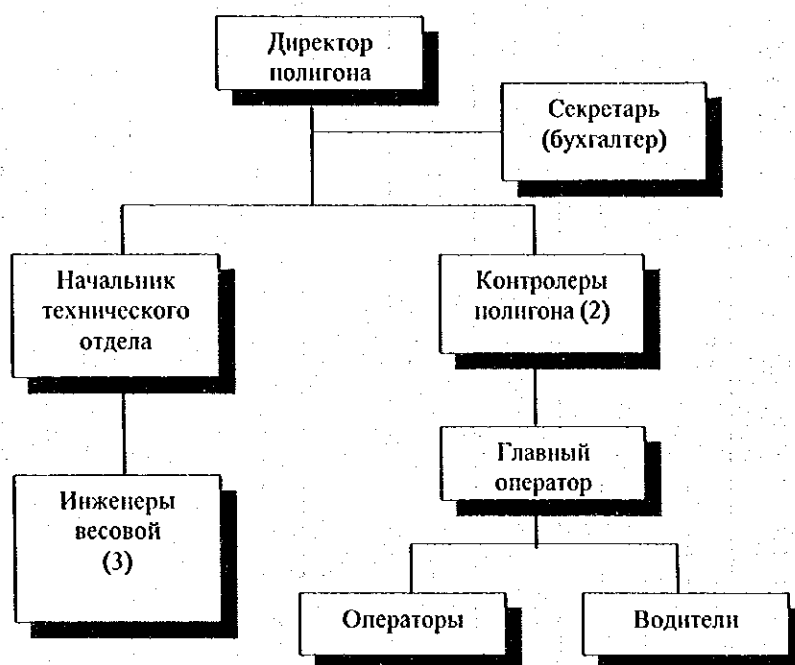 Директор
полигона
Секретарь
(бухгалтер)
Начальник
технического
отдела
Контролеры
полигона (2)
Инженеры
весовой
(3)
Главный
оператор
Операторы
Водители